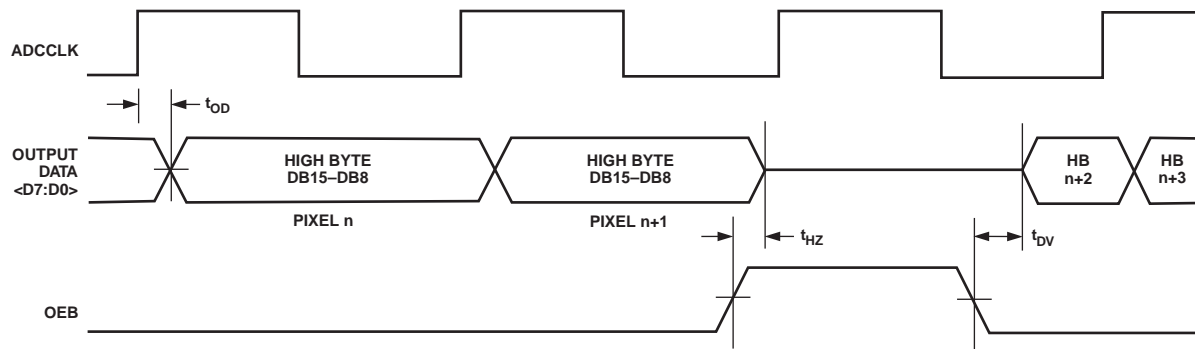 ADCCLK
tOD
OUTPUT
DATA
<D7:D0>
HIGH BYTE
DB15–DB8
HIGH BYTE
DB15–DB8
HB
n+2
HB
n+3
PIXEL n
PIXEL n+1
tHZ
tDV
OEB